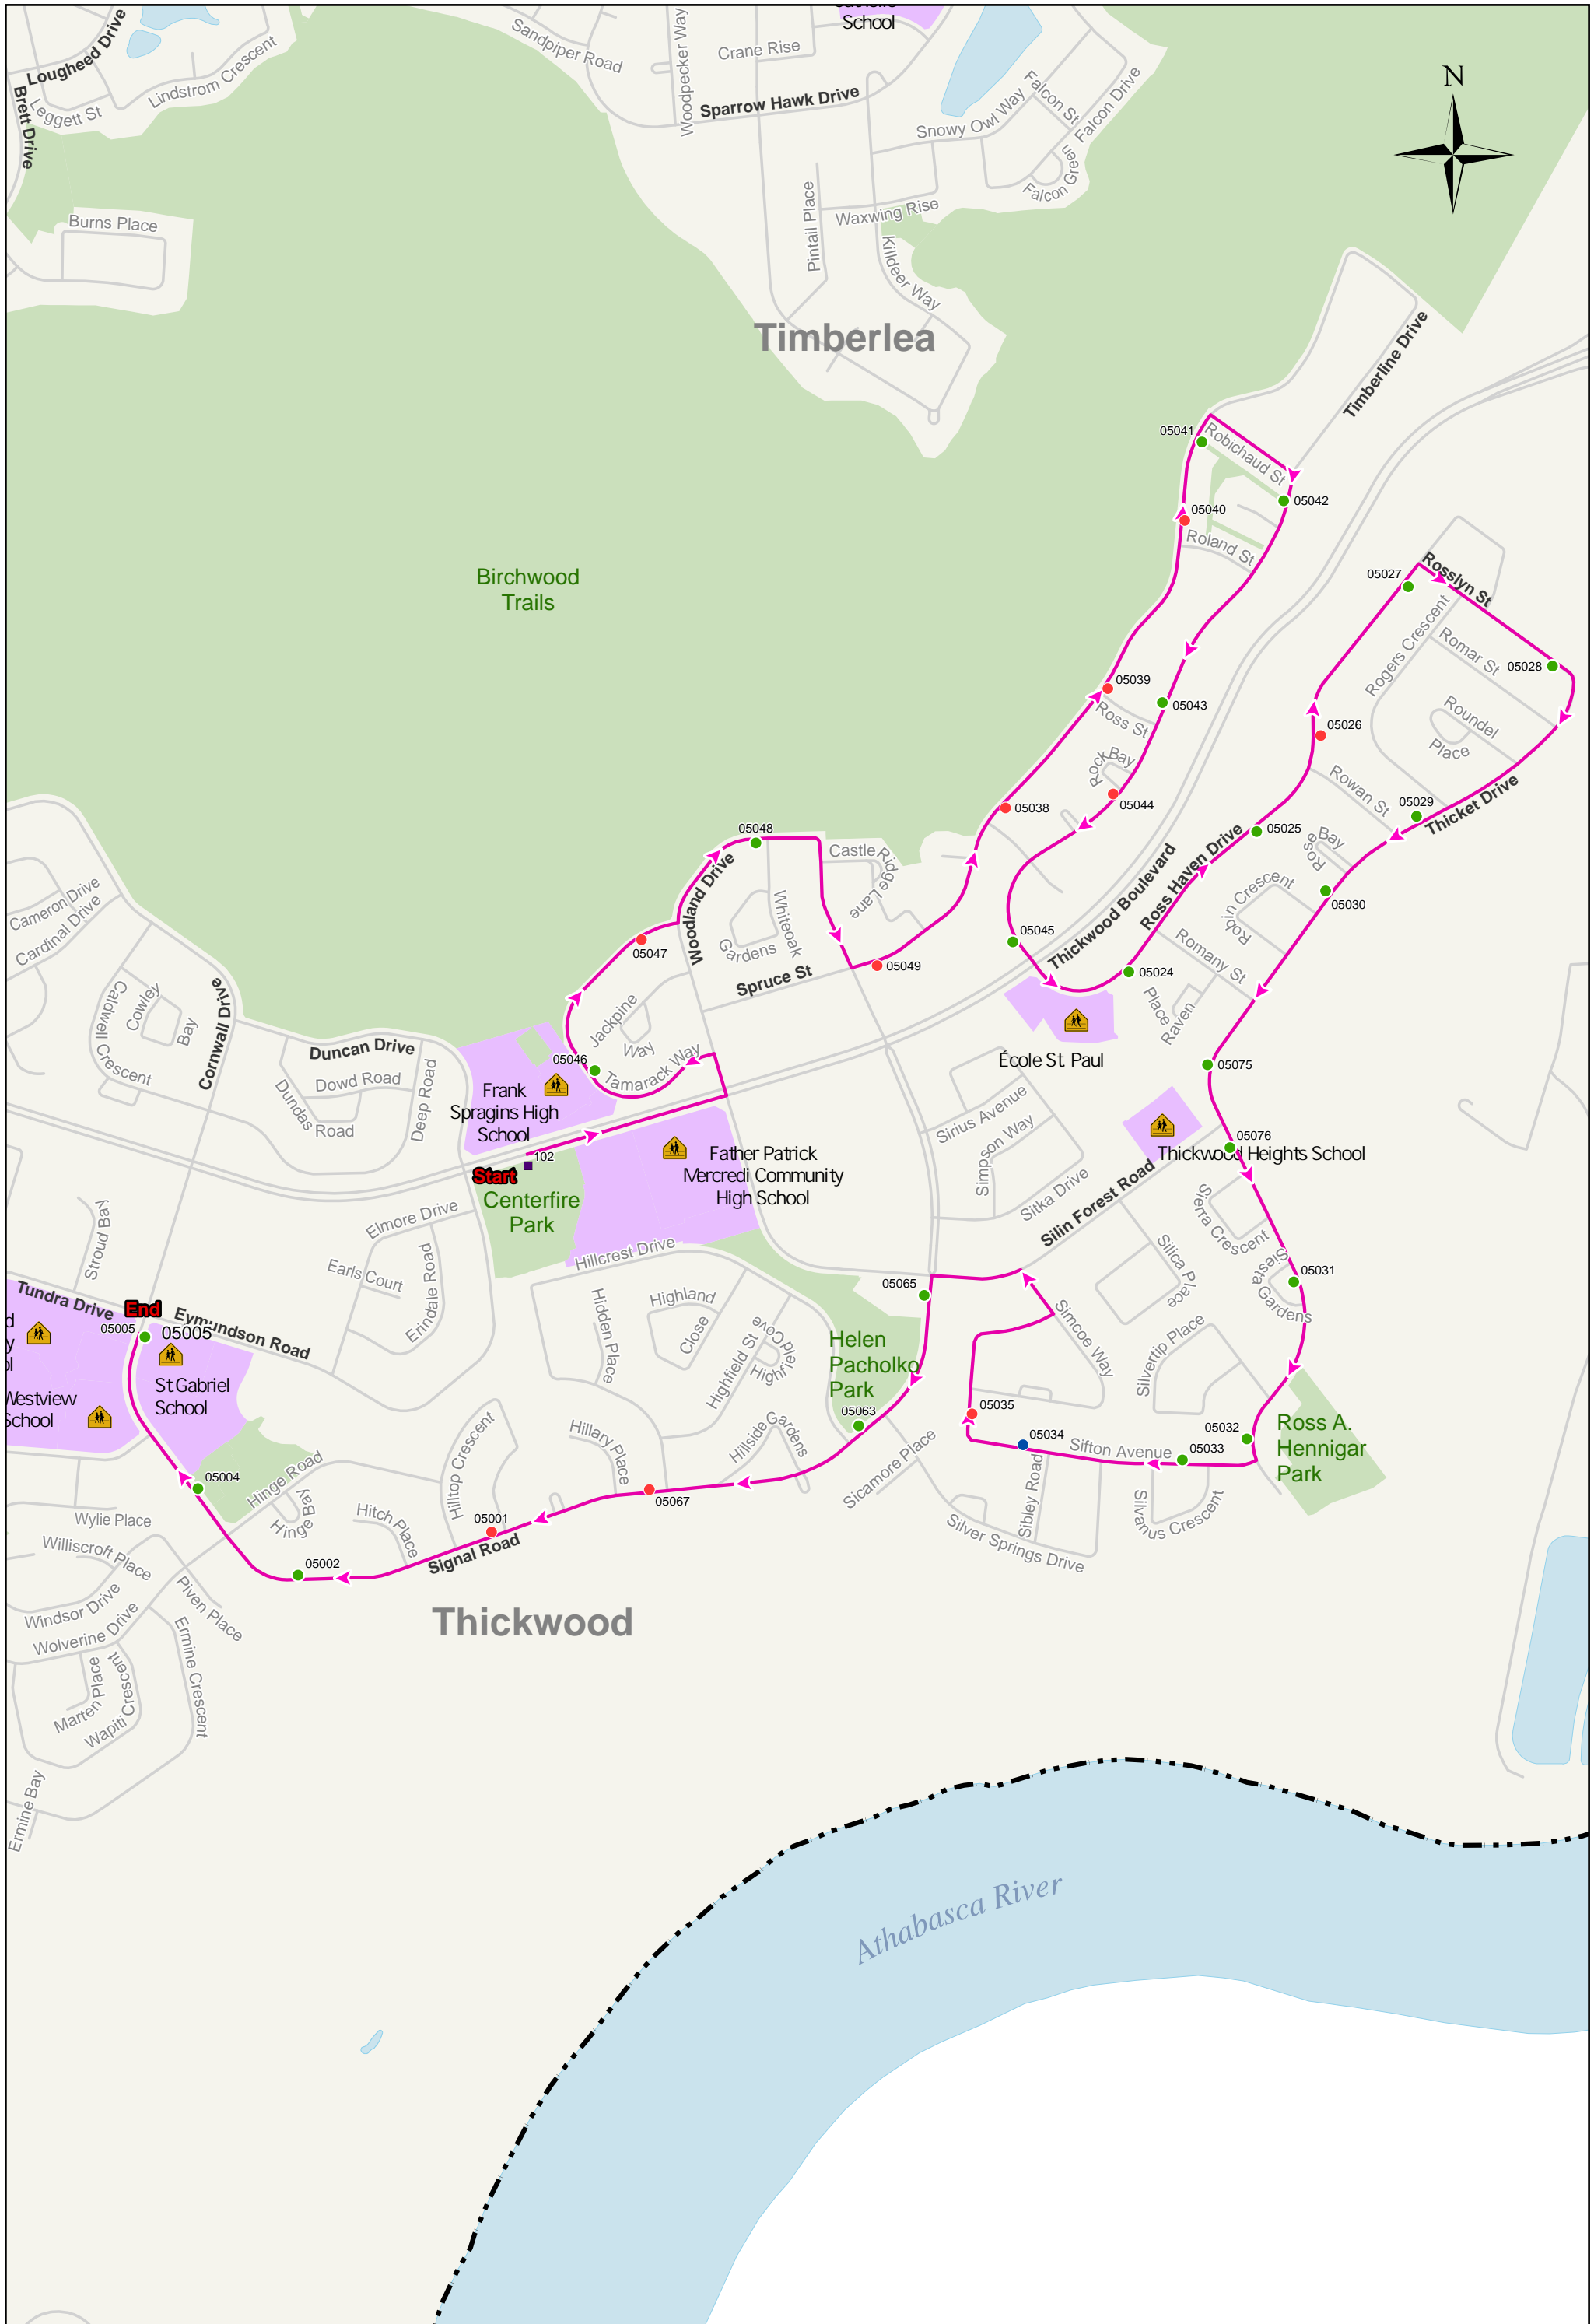 School
Sandpiper Road
Woodpecker Way
Crane Rise
Sparrow Hawk Drive
Lougheed Drive
Brett Drive
Leggett St
Lindstrom Crescent
Snowy Owl Way
Falcon St
Falcon Drive
Falcon Green
N
Burns Place
Pintail Place
Waxwing Rise
Killdeer Way
Timberlea
Timberline Drive
05041
Robichaud St
05042
05040
Roland St
Birchwood
Trails
05027
Rosslyn St
Rogers Crescent
Romar St
05028
05039
05043
Ross St
Roundel
Place
05026
Rock Bay
05044
05038
Rowan St
05029
Thicket Drive
05048
05025
Rose Bay
Castle
Ridge Lane
Woodland Drive
Whiteoak
Gardens
Thickwood Boulevard
Ross Haven Drive
Robin Crescent
05030
Cameron Drive
Cardinal Drive
05047
05045
Romany St
05049
05024
Spruce St
Raven
Place
Caldwell Crescent
Cowley
Bay
Cornwall Drive
Jackpine
Way
Duncan Drive
Dowd Road
Dundas
Road
Deep Road
05046
Tamarack Way
École St. Paul
05075
Frank
Spragins High
School
Sirius Avenue
Simpson Way
05076
Thickwood Heights School
102
Start
Father Patrick
Mercredi Community
High School
Centerfire
Park
Sitka Drive
Silin Forest Road
Sierra Crescent
Stroud Bay
Elmore Drive
Hillcrest Drive
Silica Place
Siesta
Gardens
05031
Earls Court
Erindale Road
05065
Tundra Drive
End
Eymundson Road
05005
05005
Hidden Place
Highland
Close
Highfield St
Highfield Cove
Simcoe Way
Silvertip Place
d
y
ol
Helen
Pacholko
Park
St.Gabriel
School
Westview
School
05035
05063
05032
Ross A.
Hennigar
Park
Hilltop Crescent
Hillary Place
Hillside Gardens
05034
Sifton Avenue
05033
Sicamore Place
05004
Hinge Road
Hinge Bay
Hitch Place
05067
Sibley Road
Silvanus Crescent
Wylie Place
05001
Silver Springs Drive
Signal Road
Williscroft Place
05002
Windsor Drive
Piven Place
Wolverine Drive
Ermine Crescent
Thickwood
Marten Place
Wapiti Crescent
Ermine Bay
Athabasca River